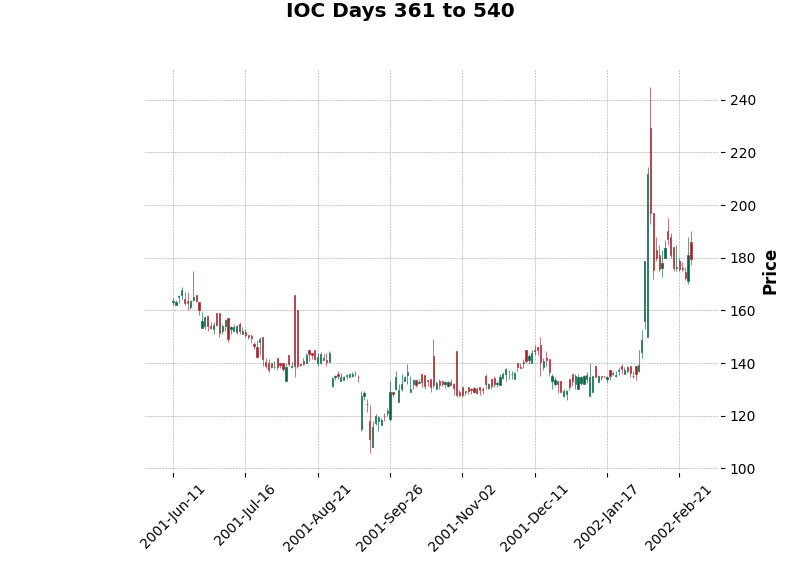 IOC Days 361 to 540
240
220
200
180
160
140
120
100
Price
2001-Jun-11
2001-Jul-16
2001-Aug-21
2001-Sep-26
2001-Nov-02
2001-Dec-11
2002-Jan-17
2002-Feb-21